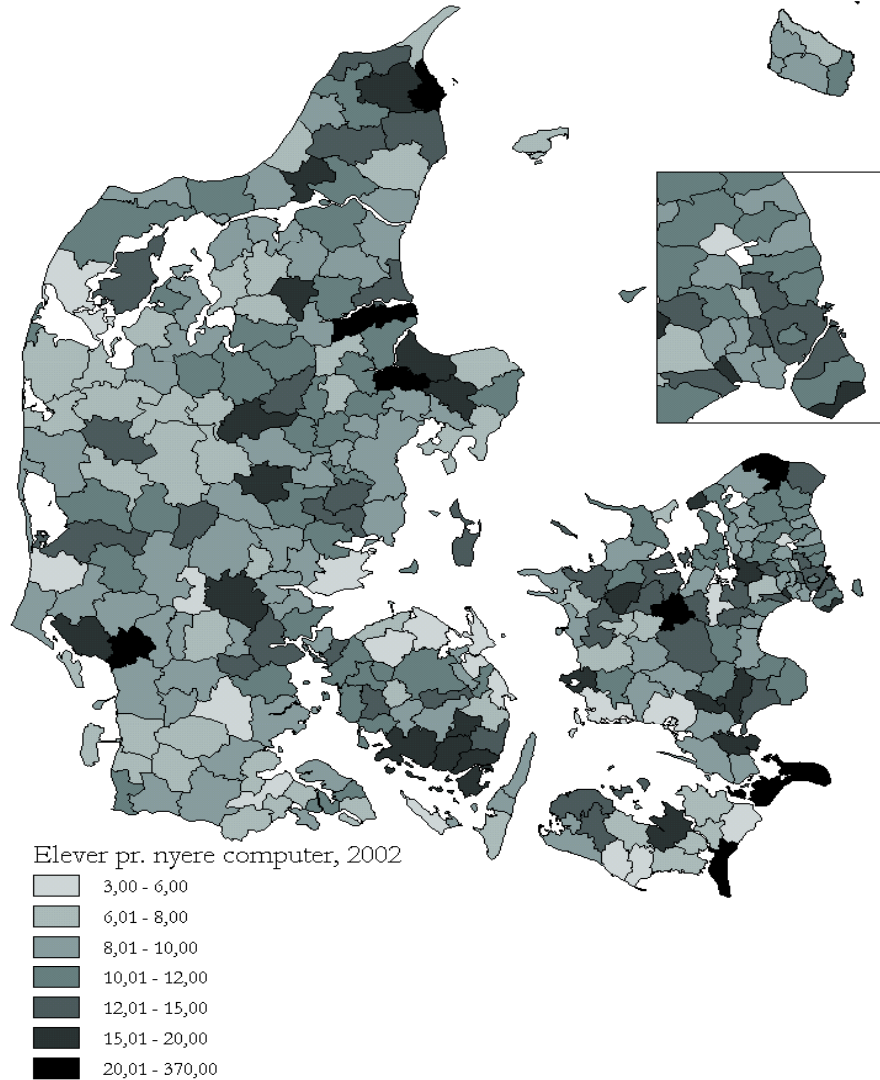 Elever pr. nyere computer, 2002
3,00 - 6,00
6,01 - 8,00
8,01 - 10,00
10,01 - 12,00
12,01 - 15,00
15,01 - 20,00
20,01 - 370,00